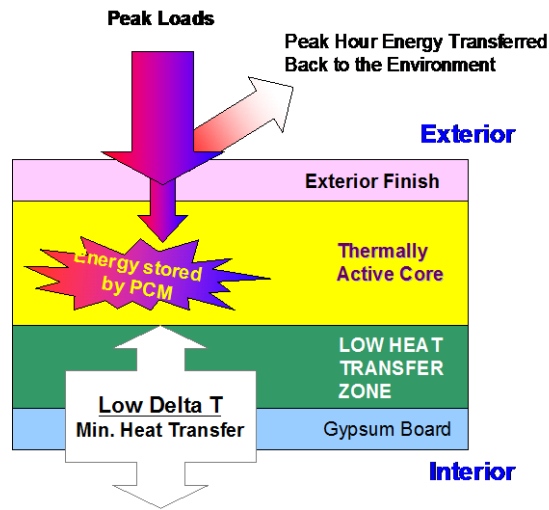 Peak Loads
Peak Hour Energy Transferred
Back to the Environment
Exterior
Exterior Finish
Energy stored
by PCM
Thermally
Active Core
LOW HEAT
TRANSFER
ZONE
Low Delta T
Min. Heat Transfer
Gypsum Board
Interior